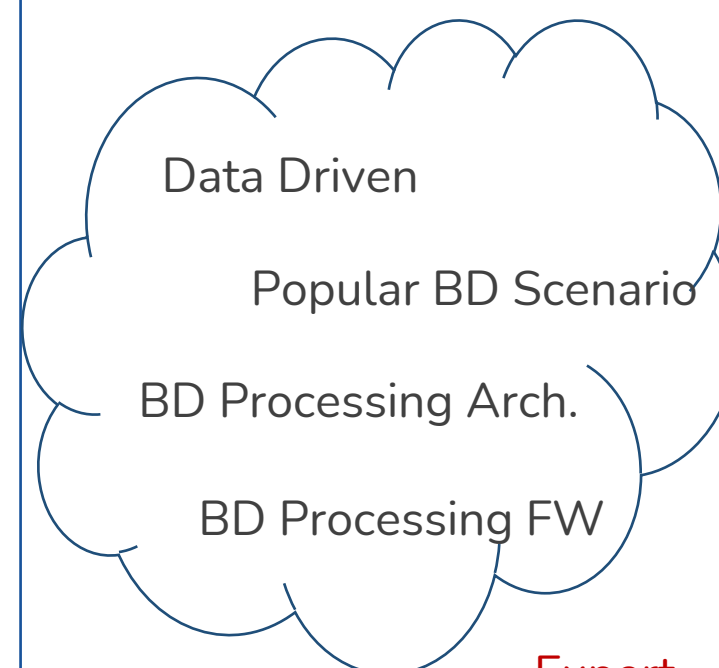 Data Driven
Popular BD Scenario
BD Processing Arch.
BD Processing FW